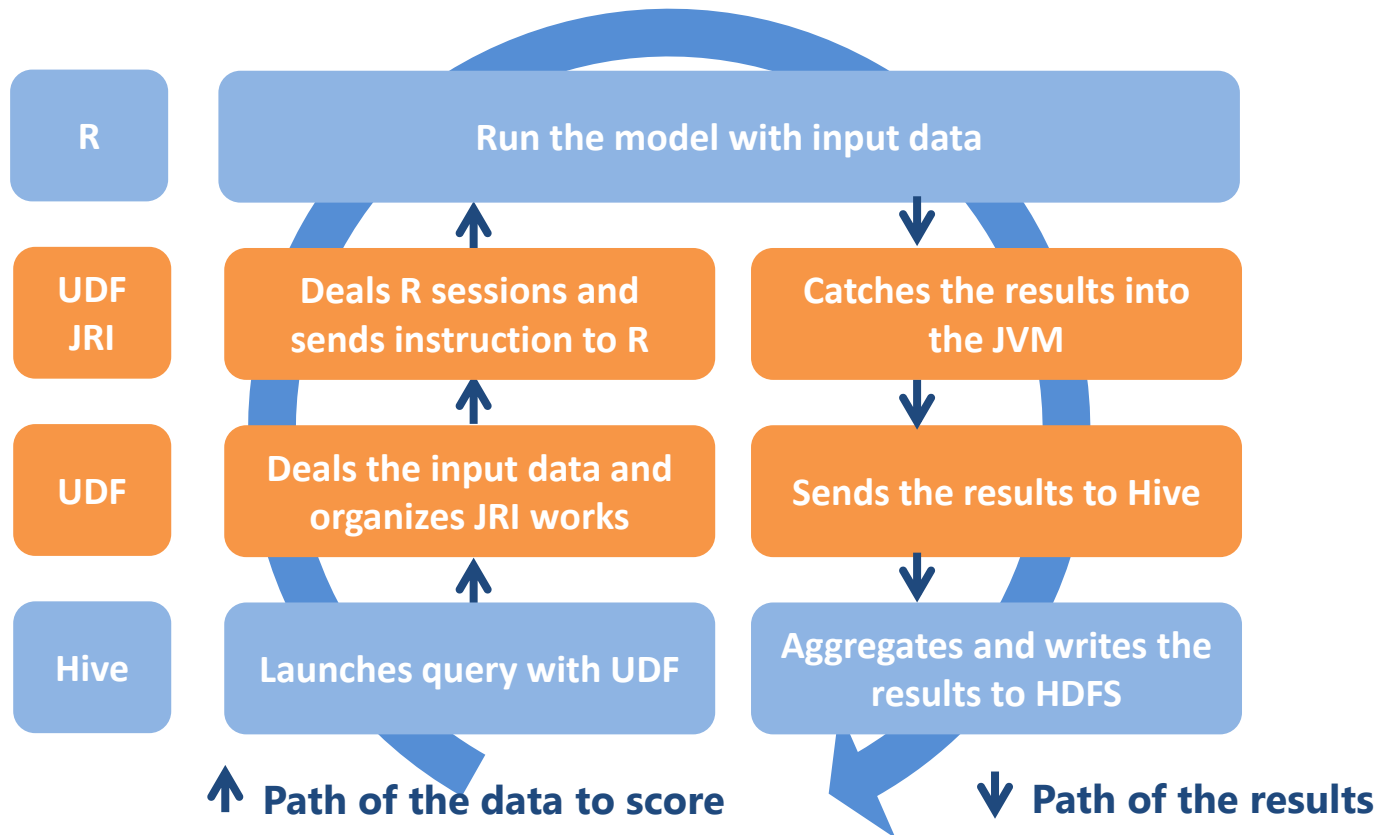 R
Run the model with input data
UDF
JRI
Deals R sessions and
sends instruction to R
Catches the results into
the JVM
UDF
Deals the input data and
organizes JRI works
Sends the results to Hive
Hive
Launches query with UDF
Aggregates and writes the
results to HDFS
Path of the data to score
Path of the results